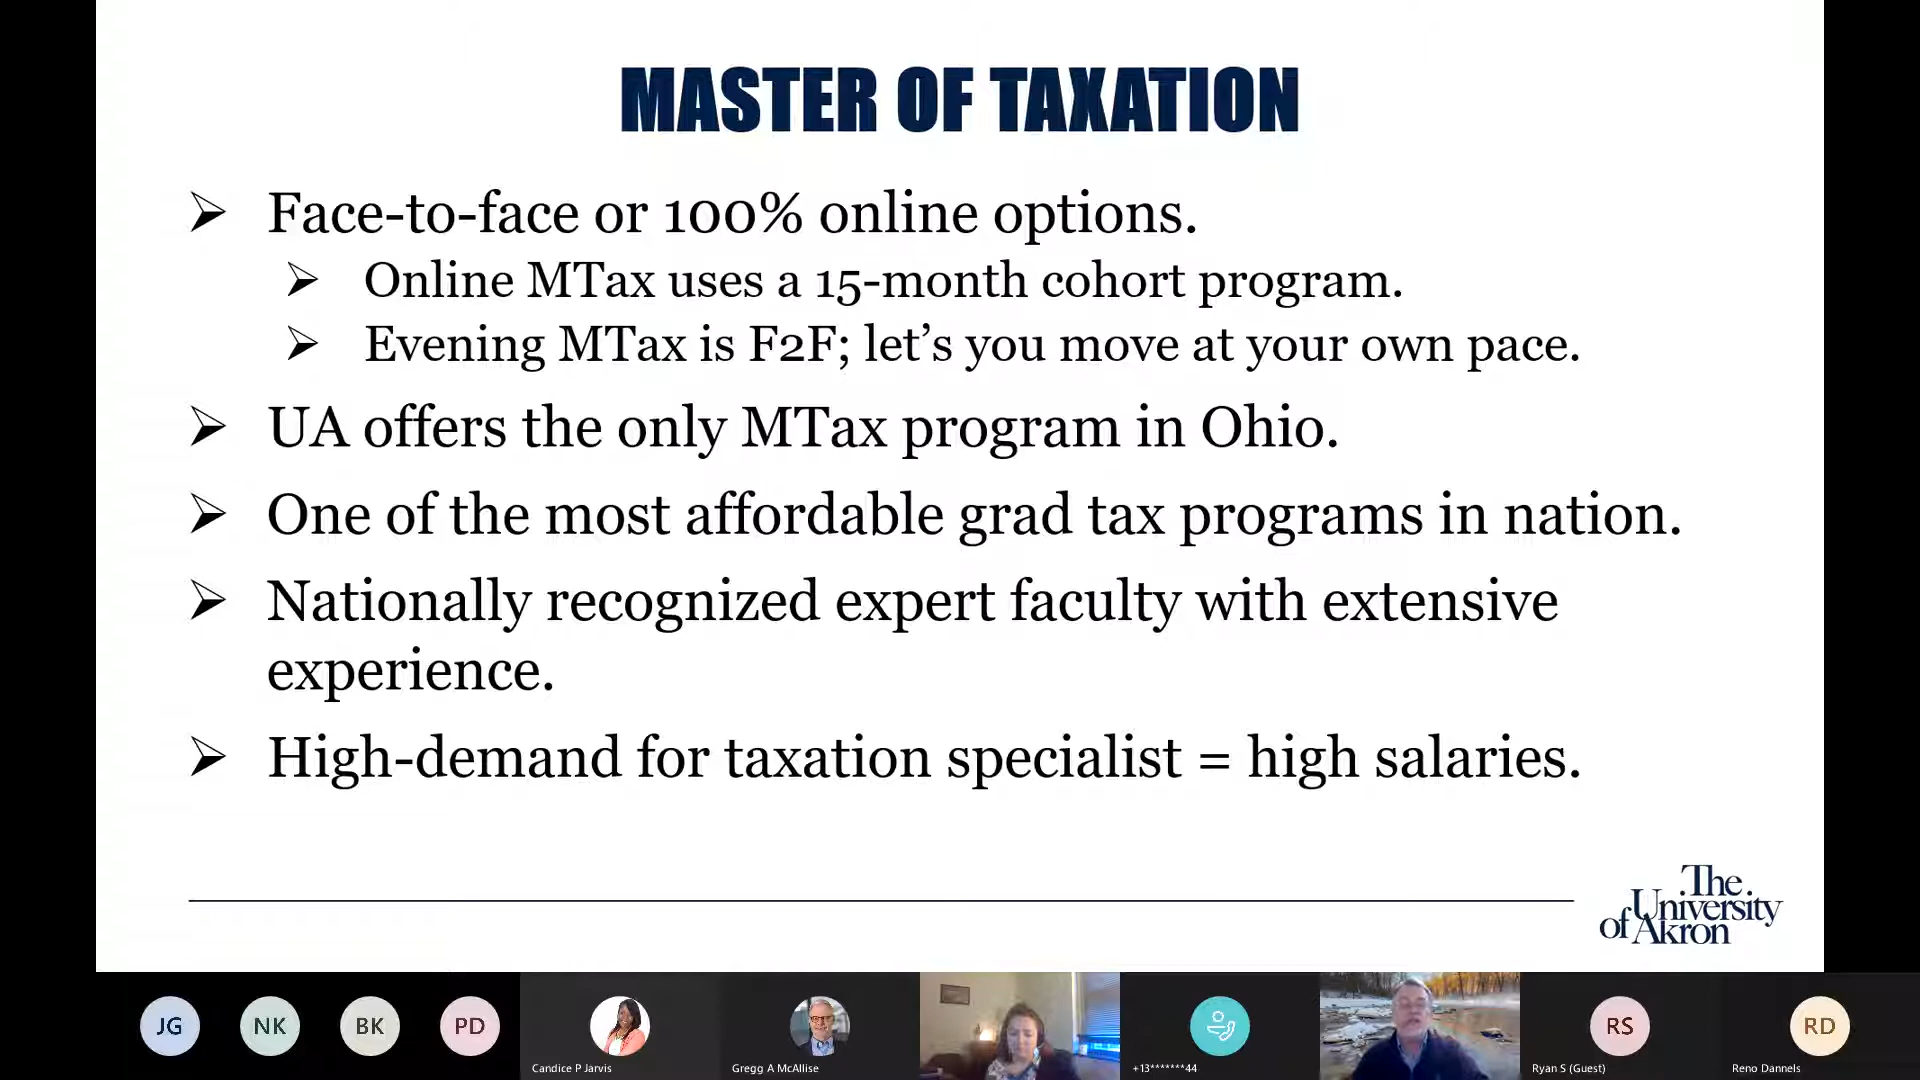 MASTER OF TAXATION
Face-to-face or 100% online options.
Online MTax uses a 15-month cohort program.
Evening MTax is F2F; let’s you move at your own pace.
UA offers the only MTax program in Ohio.
One of the most affordable grad tax programs in nation.
Nationally recognized expert faculty with extensive
experience.
High-demand for taxation specialist = high salaries.
The
University
of Akron
JG
NK
BK
PD
Candice P Jarvis
Gregg A McAllise
+13*******44
RS
Ryan S (Guest)
RD
Reno Dannels